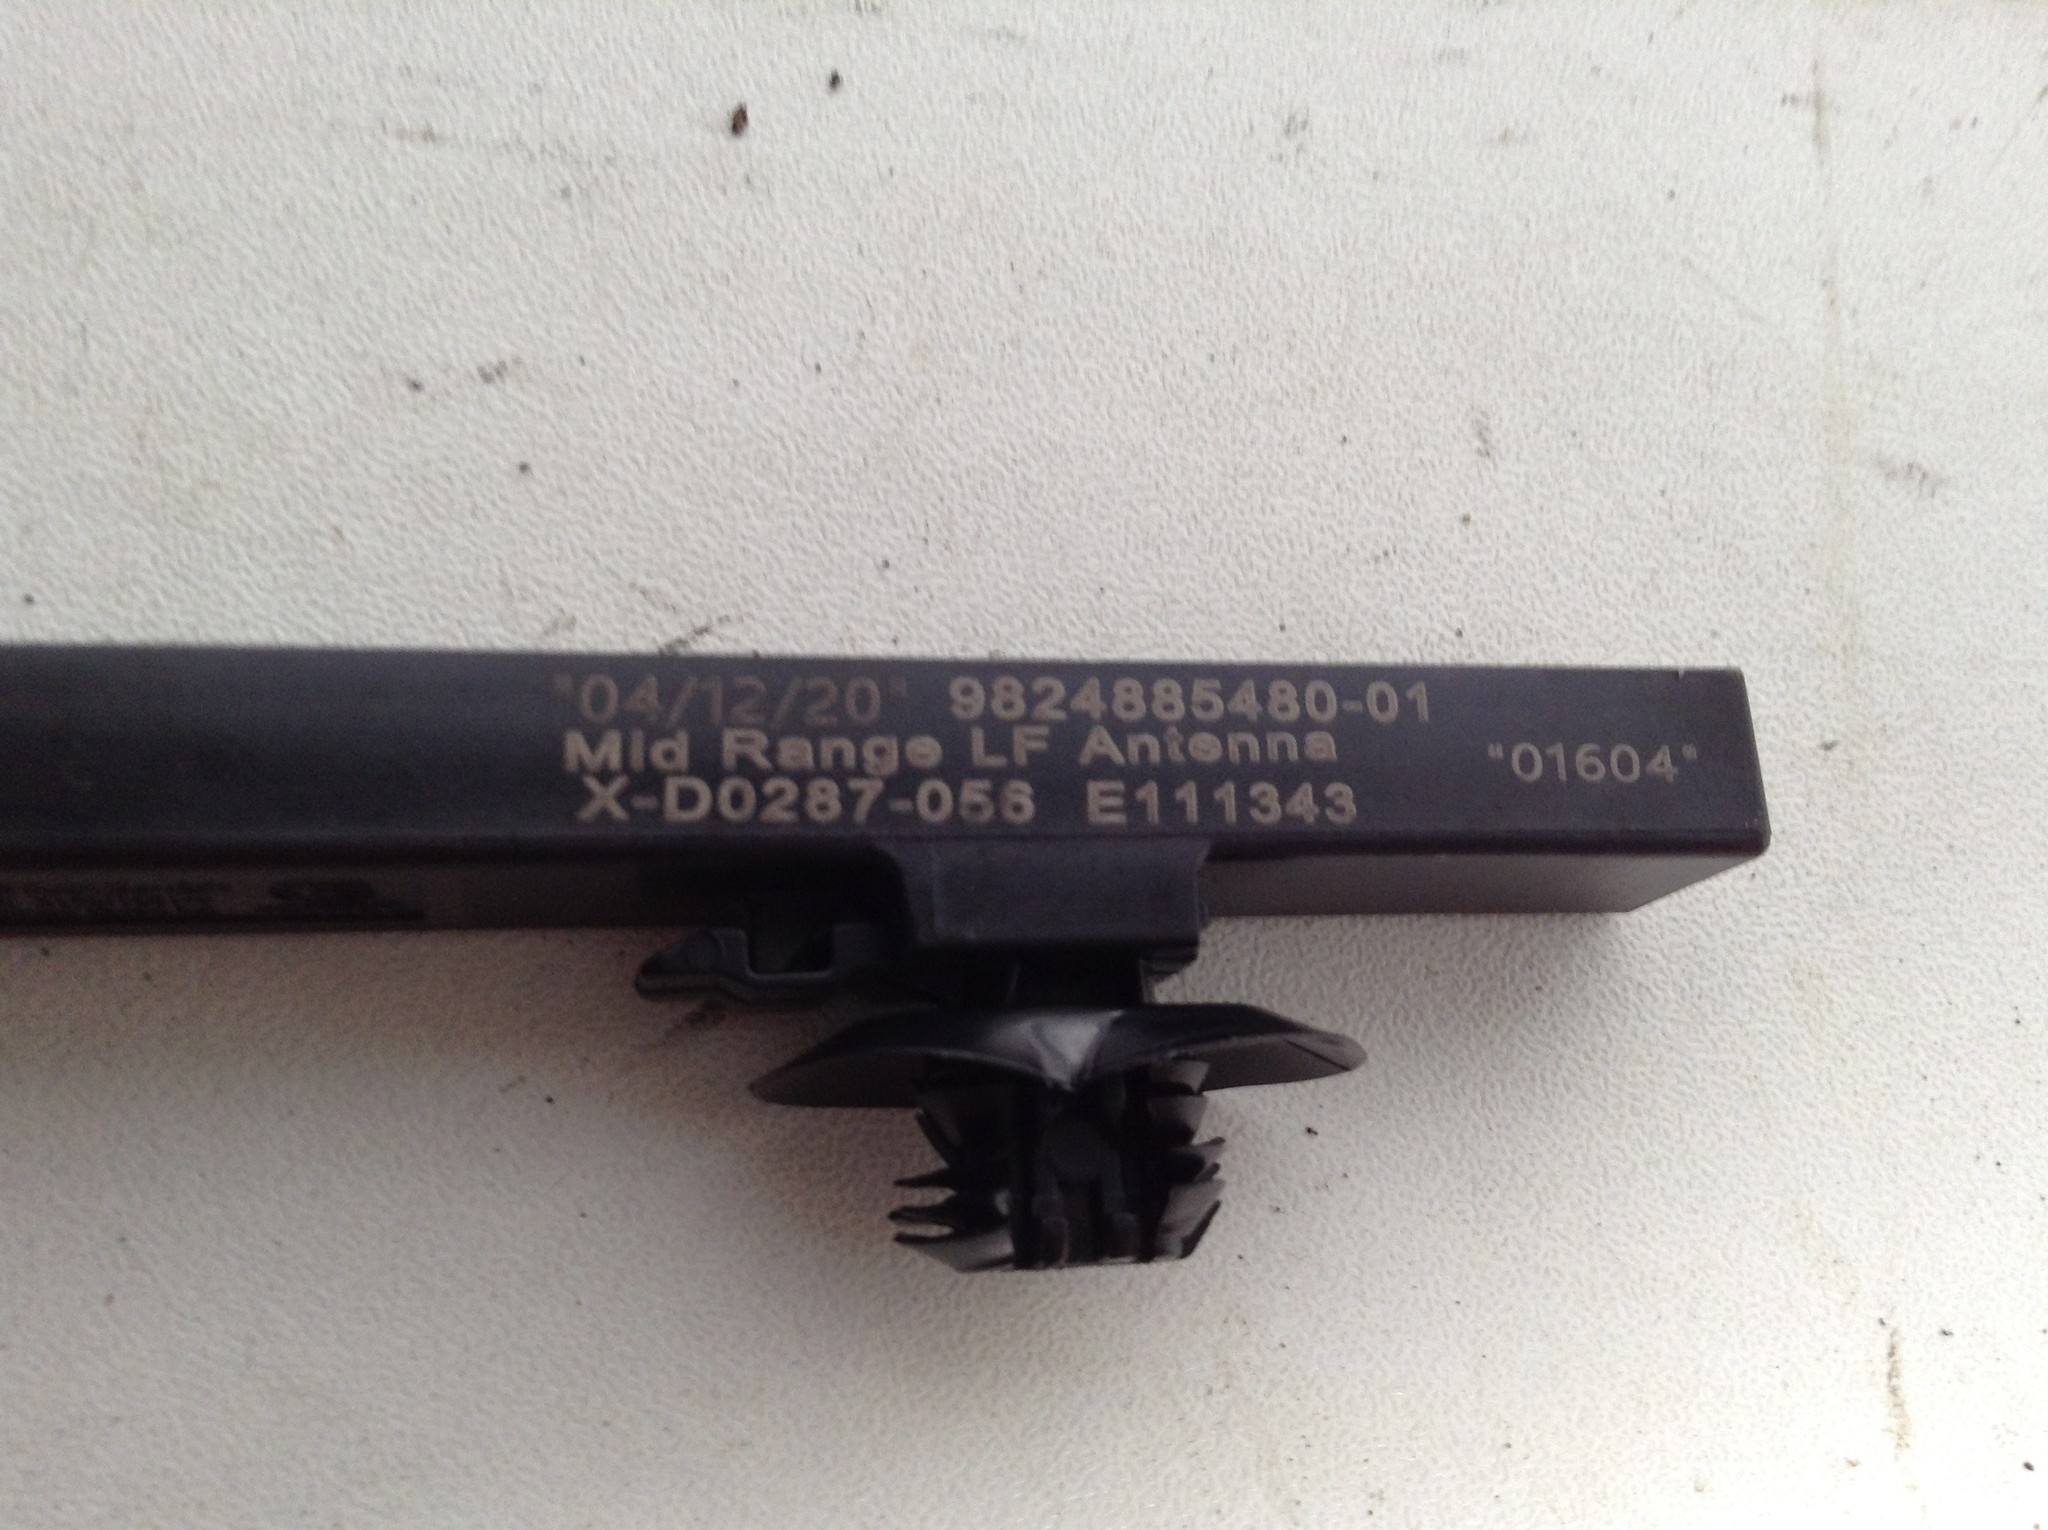 "04/12/20" 9824885480-01
Mid Range LF Antenna
X-D0287-056 E111343
"01604"